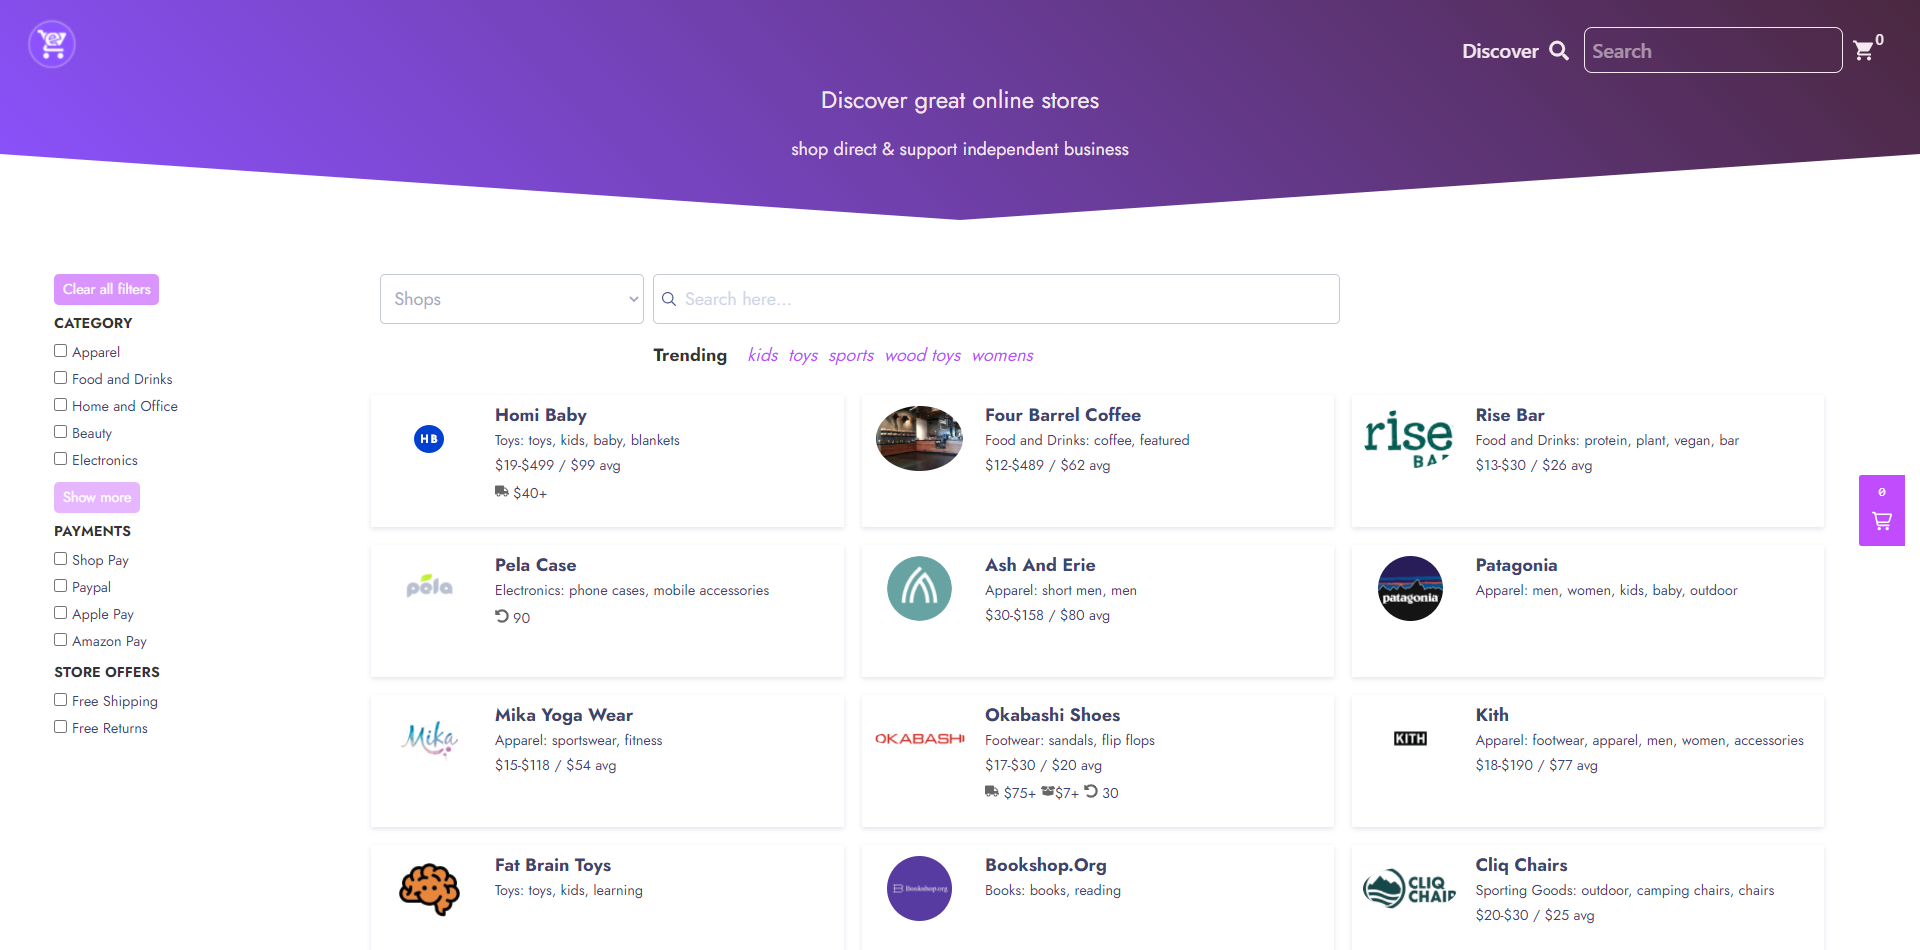 Discover
Search
0
Discover great online stores
shop direct & support independent business
Clear all filters
CATEGORY
Apparel
Food and Drinks
Home and Office
Beauty
Electronics
Show more
PAYMENTS
Shop Pay
Paypal
Apple Pay
Amazon Pay
STORE OFFERS
Free Shipping
Free Returns
Shops
Search here...
Trending kids toys sports wood toys womens
HB
Homi Baby
Toys: toys, kids, baby, blankets
$19-$499 / $99 avg
$40+
Four Barrel Coffee
Food and Drinks: coffee, featured
$12-$489 / $62 avg
rise
BAR
Rise Bar
Food and Drinks: protein, plant, vegan, bar
$13-$30 / $26 avg
pela
Pela Case
Electronics: phone cases, mobile accessories
90
Ash And Erie
Apparel: short men, men
$30-$158 / $80 avg
patagonia
Patagonia
Apparel: men, women, kids, baby, outdoor
Mika
Mika Yoga Wear
Apparel: sportswear, fitness
$15-$118 / $54 avg
OKABASHI
Okabashi Shoes
Footwear: sandals, flip flops
$17-$30 / $20 avg
$75+ $7+ 30
KITH
Kith
Apparel: footwear, apparel, men, women, accessories
$18-$190 / $77 avg
Fat Brain Toys
Toys: toys, kids, learning
Bookshop.org
Bookshop.Org
Books: books, reading
CLIQ
CHAIR
Cliq Chairs
Sporting Goods: outdoor, camping chairs, chairs
$20-$30 / $25 avg
0